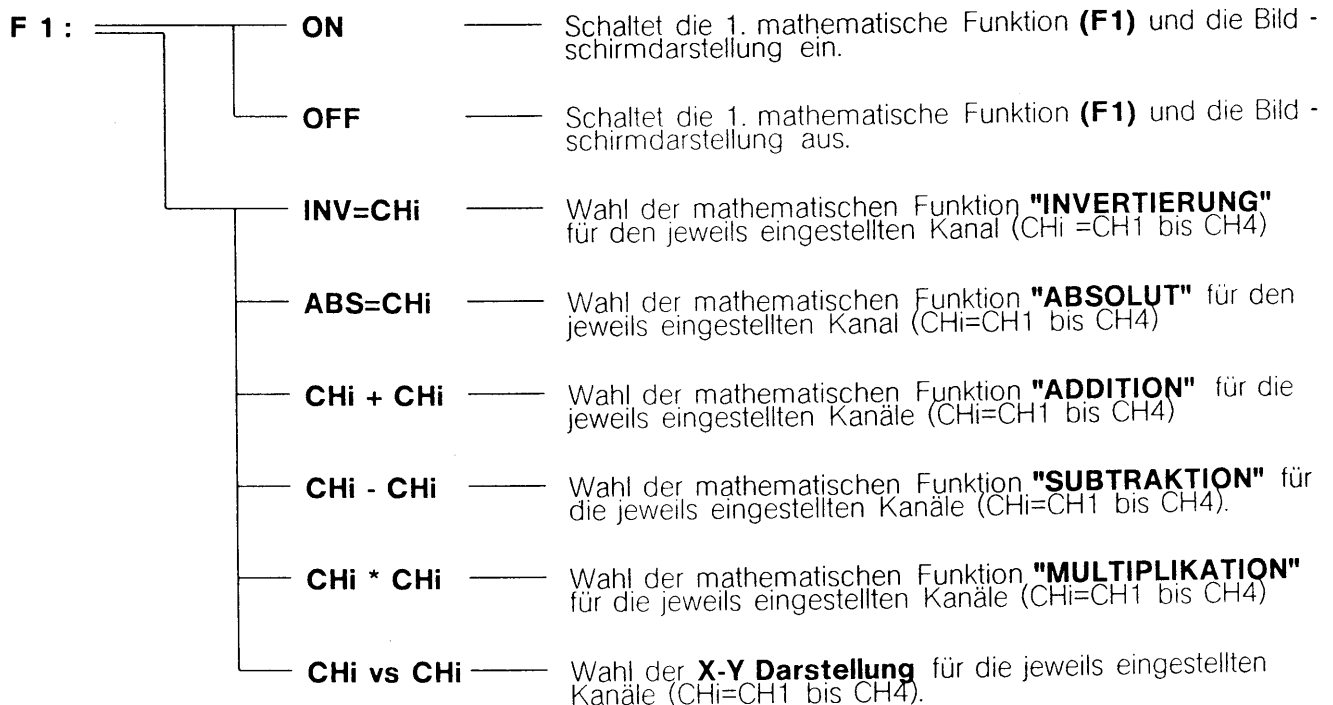 F 1 : ON Schaltet die 1. mathematische Funktion (F1) und die Bild -
schirmdarstellung ein.
OFF Schaltet die 1. mathematische Funktion (F1) und die Bild -
schirmdarstellung aus.
INV=CHi Wahl der mathematischen Funktion "INVERTIERUNG"
für den jeweils eingestellten Kanal (CHi =CH1 bis CH4)
ABS=CHi Wahl der mathematischen Funktion "ABSOLUT" für den
jeweils eingestellten Kanal (CHi=CH1 bis CH4)
CHi + CHi Wahl der mathematischen Funktion "ADDITION" für die
jeweils eingestellten Kanäle (CHi=CH1 bis CH4)
CHi - CHi Wahl der mathematischen Funktion "SUBTRAKTION" für
die jeweils eingestellten Kanäle (CHi=CH1 bis CH4).
CHi * CHi Wahl der mathematischen Funktion "MULTIPLIKATION"
für die jeweils eingestellten Kanäle (CHi=CH1 bis CH4)
CHi vs CHi Wahl der X-Y Darstellung für die jeweils eingestellten
Kanäle (CHi=CH1 bis CH4).